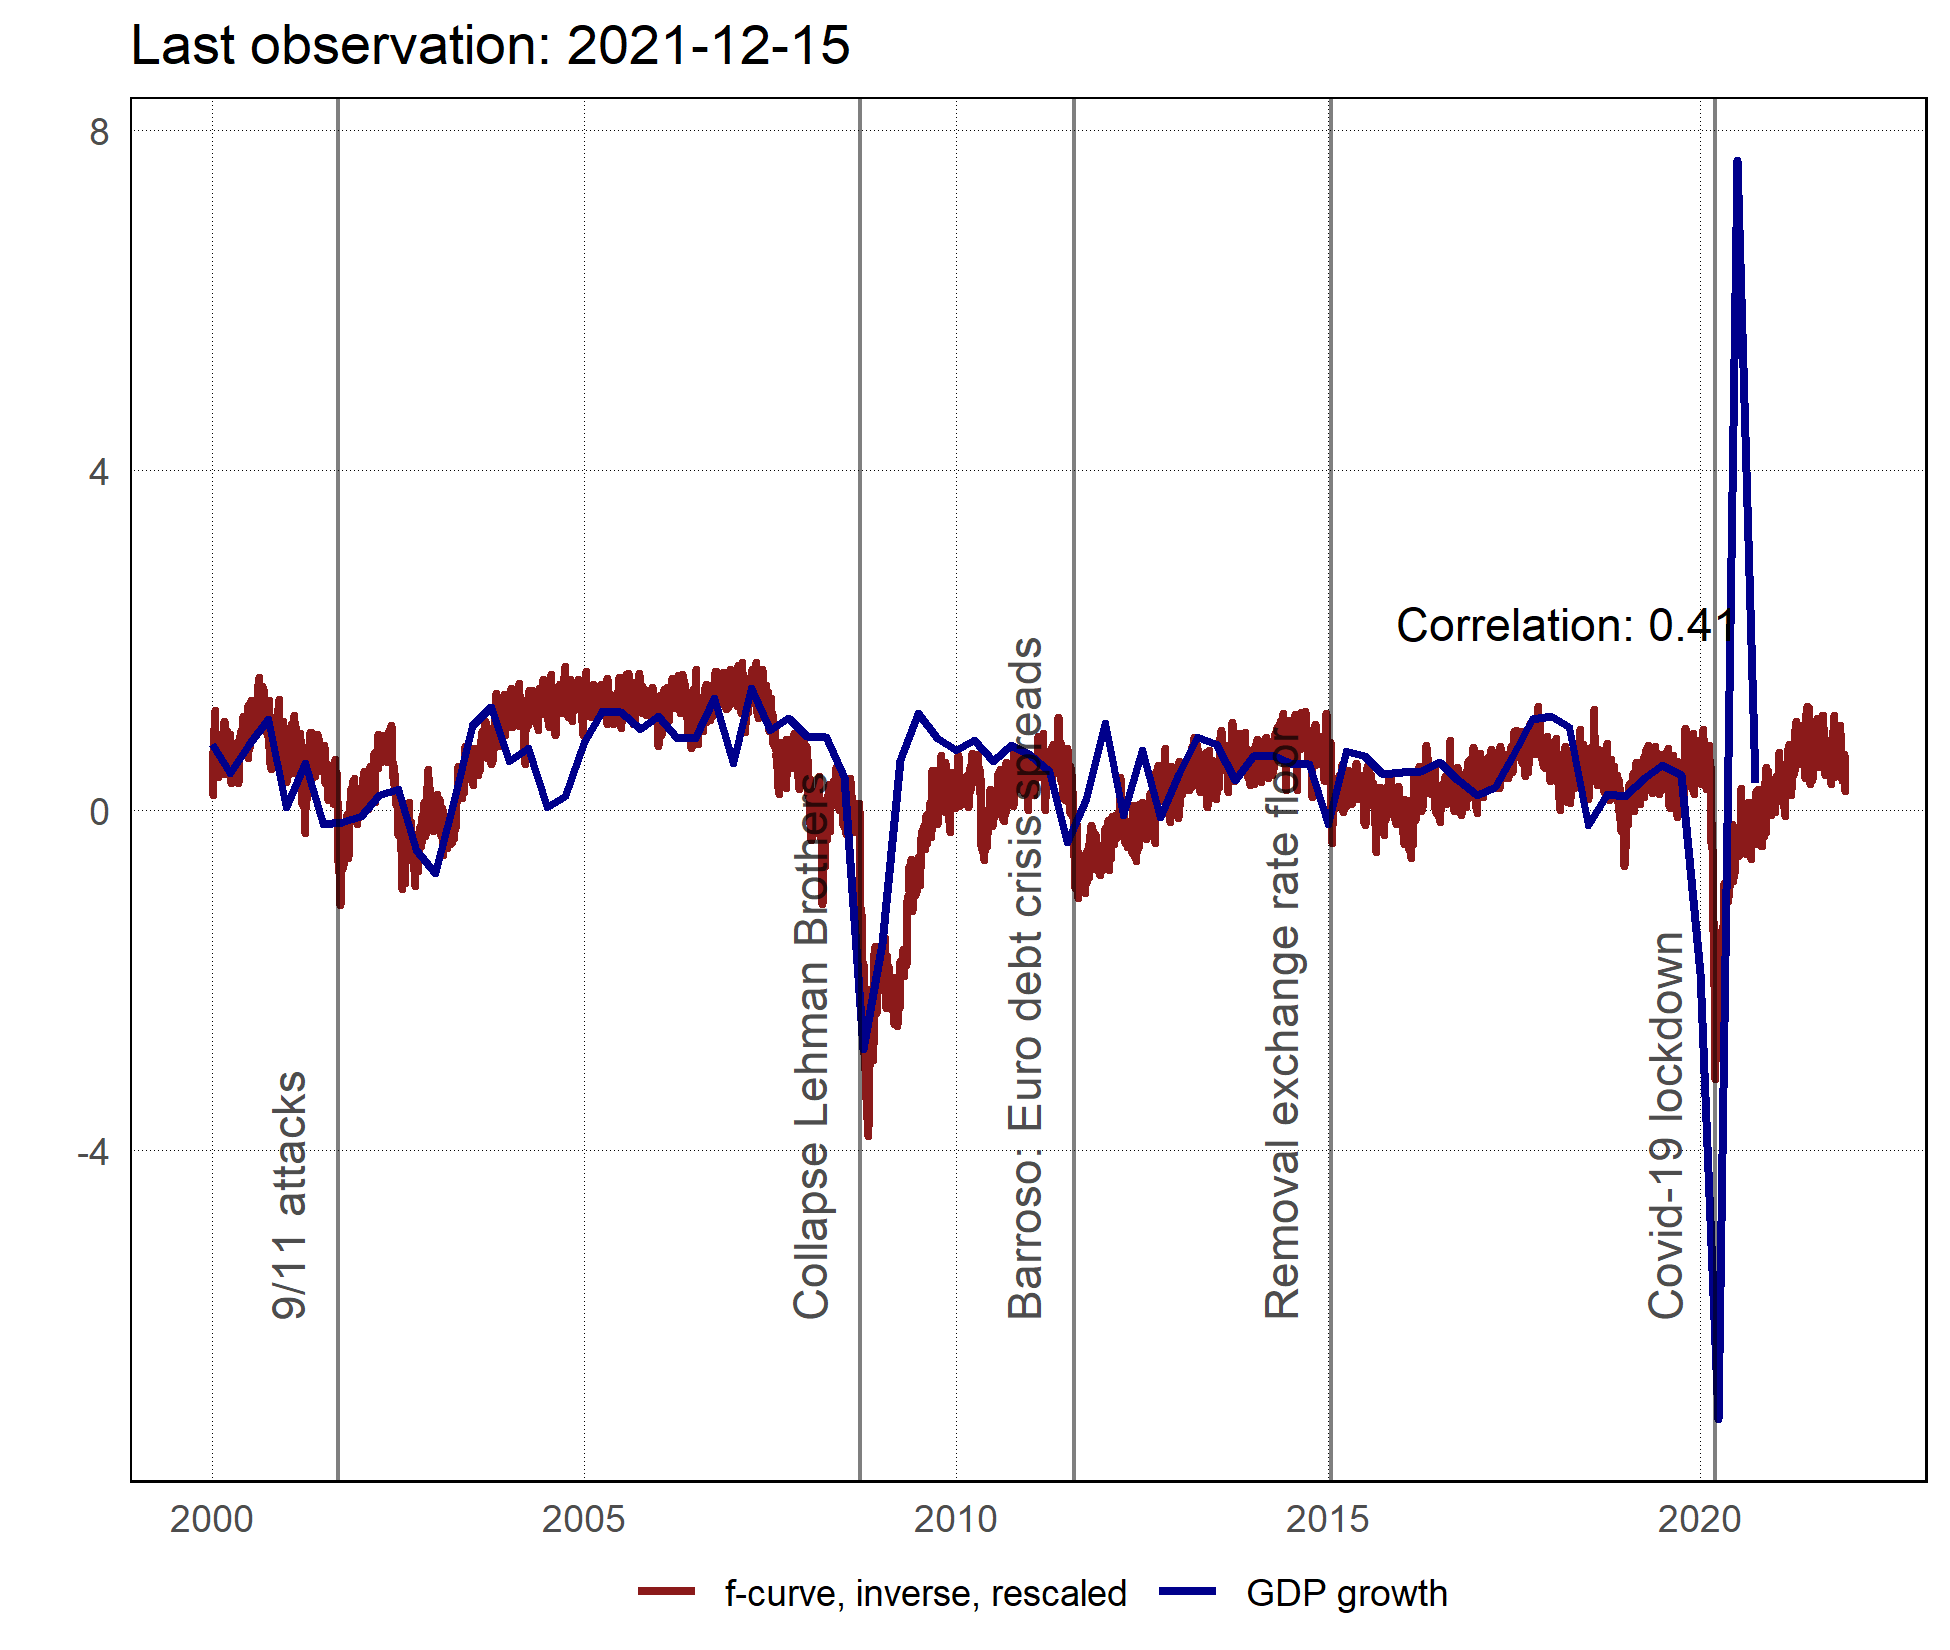 Last observation: 2021-12-15
8
4
0
-4
Correlation: 0.41
9/11 attacks
Collapse Lehman Brothers
Barroso: Euro debt crisis spreads
Removal exchange rate floor
Covid-19 lockdown
2000
2005
2010
2015
2020
f-curve, inverse, rescaled
GDP growth